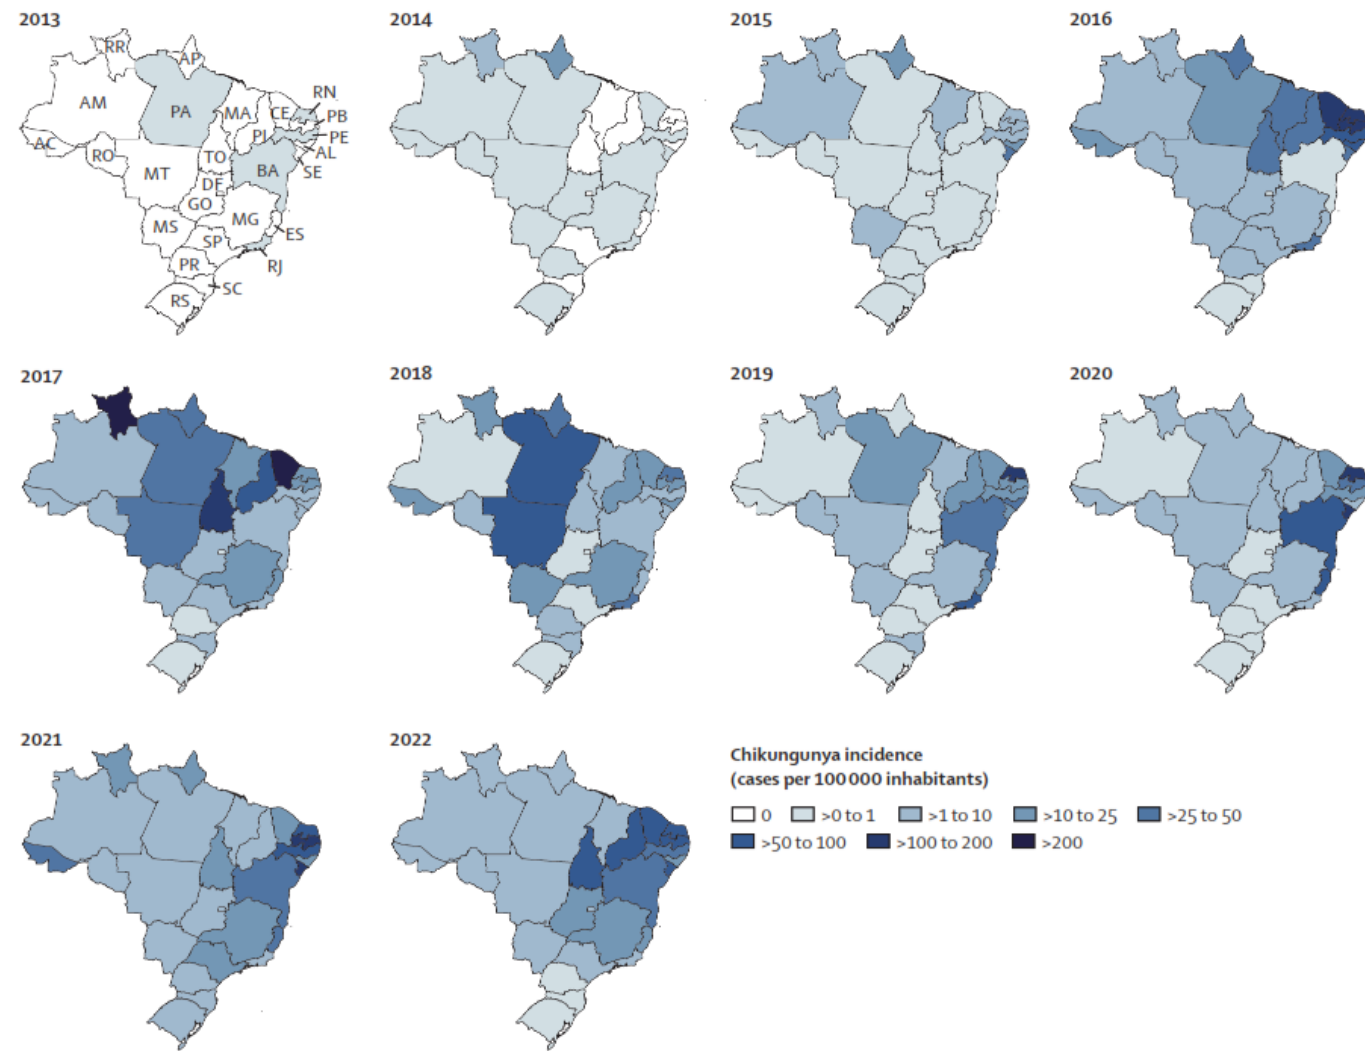 2013
2014
2015
2016
RR
AP
AM
PA
MA
CE
RN
PB
PI
PE
AC
RO
TO
AL
MT
BA
SE
DF
GO
MG
MS
ES
SP
PR
RJ
SC
RS
2017
2018
2019
2020
2021
2022
Chikungunya incidence
(cases per 100 000 inhabitants)
0 >0 to 1 >1 to 10 >10 to 25 >25 to 50
>50 to 100 >100 to 200 >200